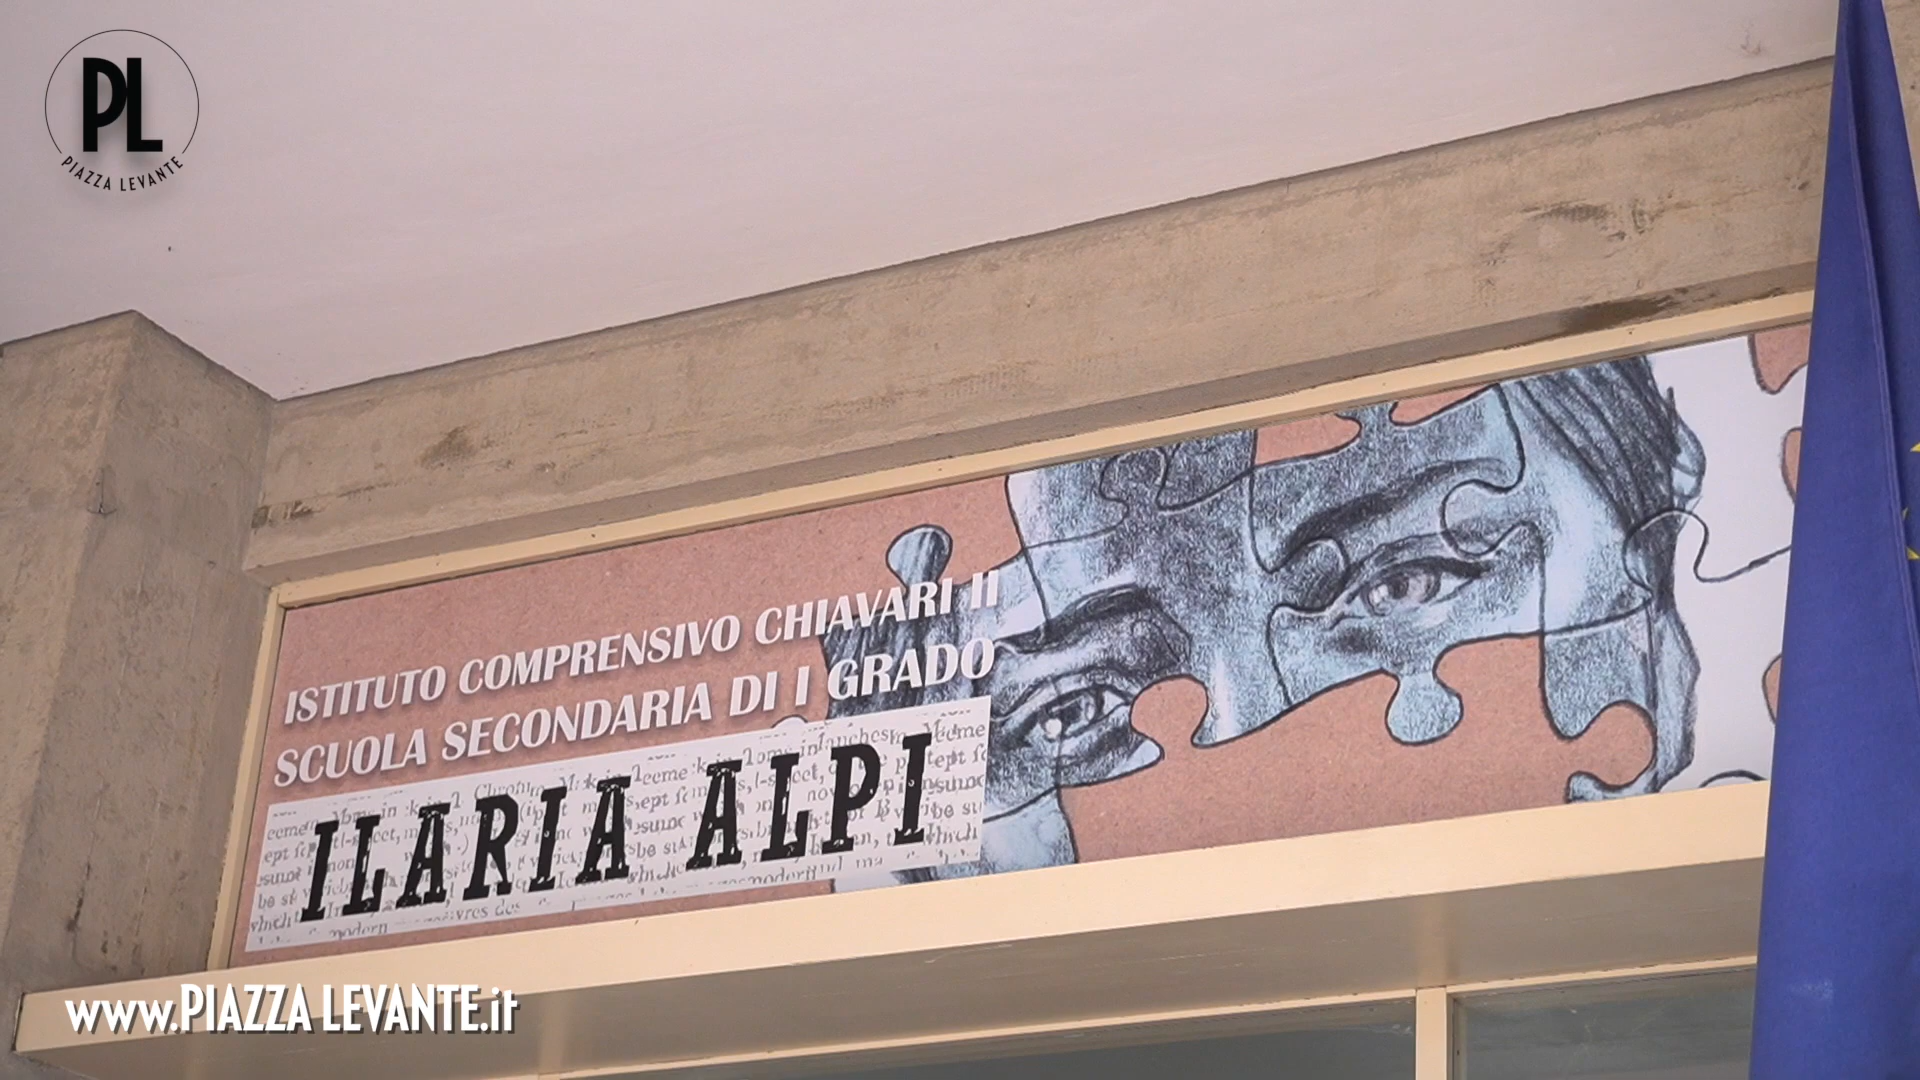 PL
PIAZZA LEVANTE
ISTITUTO COMPRENSIVO CHIAVARI II
SCUOLA SECONDARIA DI I GRADO
ILARIA ALPI
www.PIAZZA LEVANTE.it